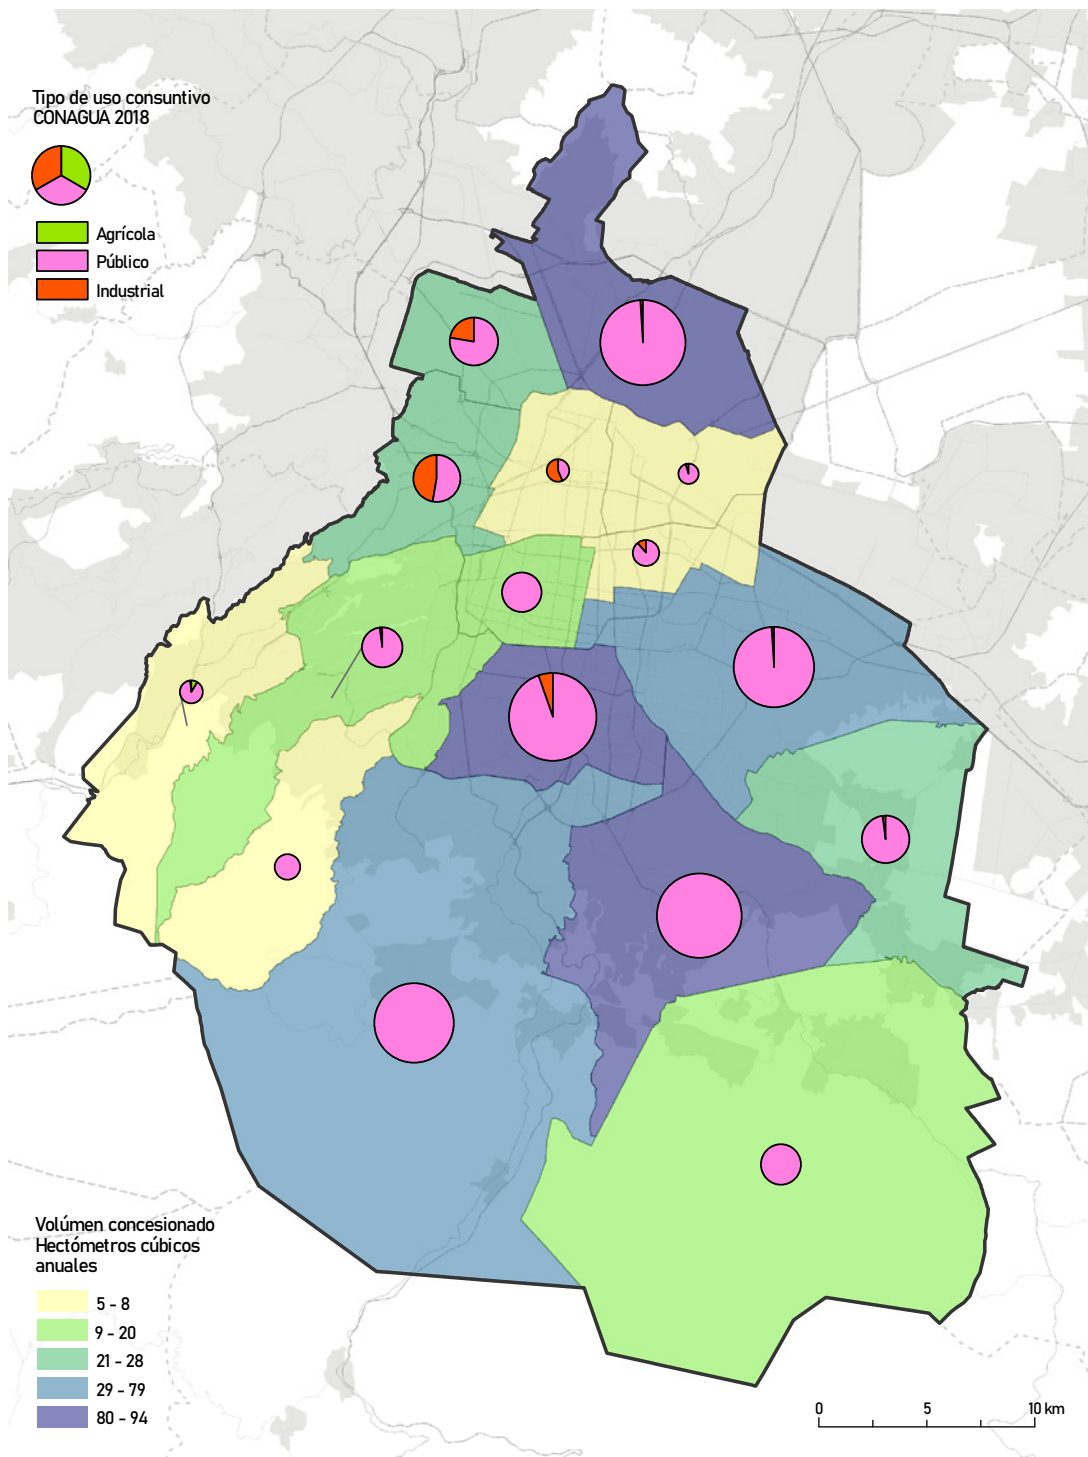 Tipo de uso consuntivo
CONAGUA 2018
Agrícola
Público
Industrial
Volúmen concesionado
Hectómetros cúbicos
anuales
5 - 8
9 - 20
21 - 28
29 - 79
80 - 94
0 5 10 km